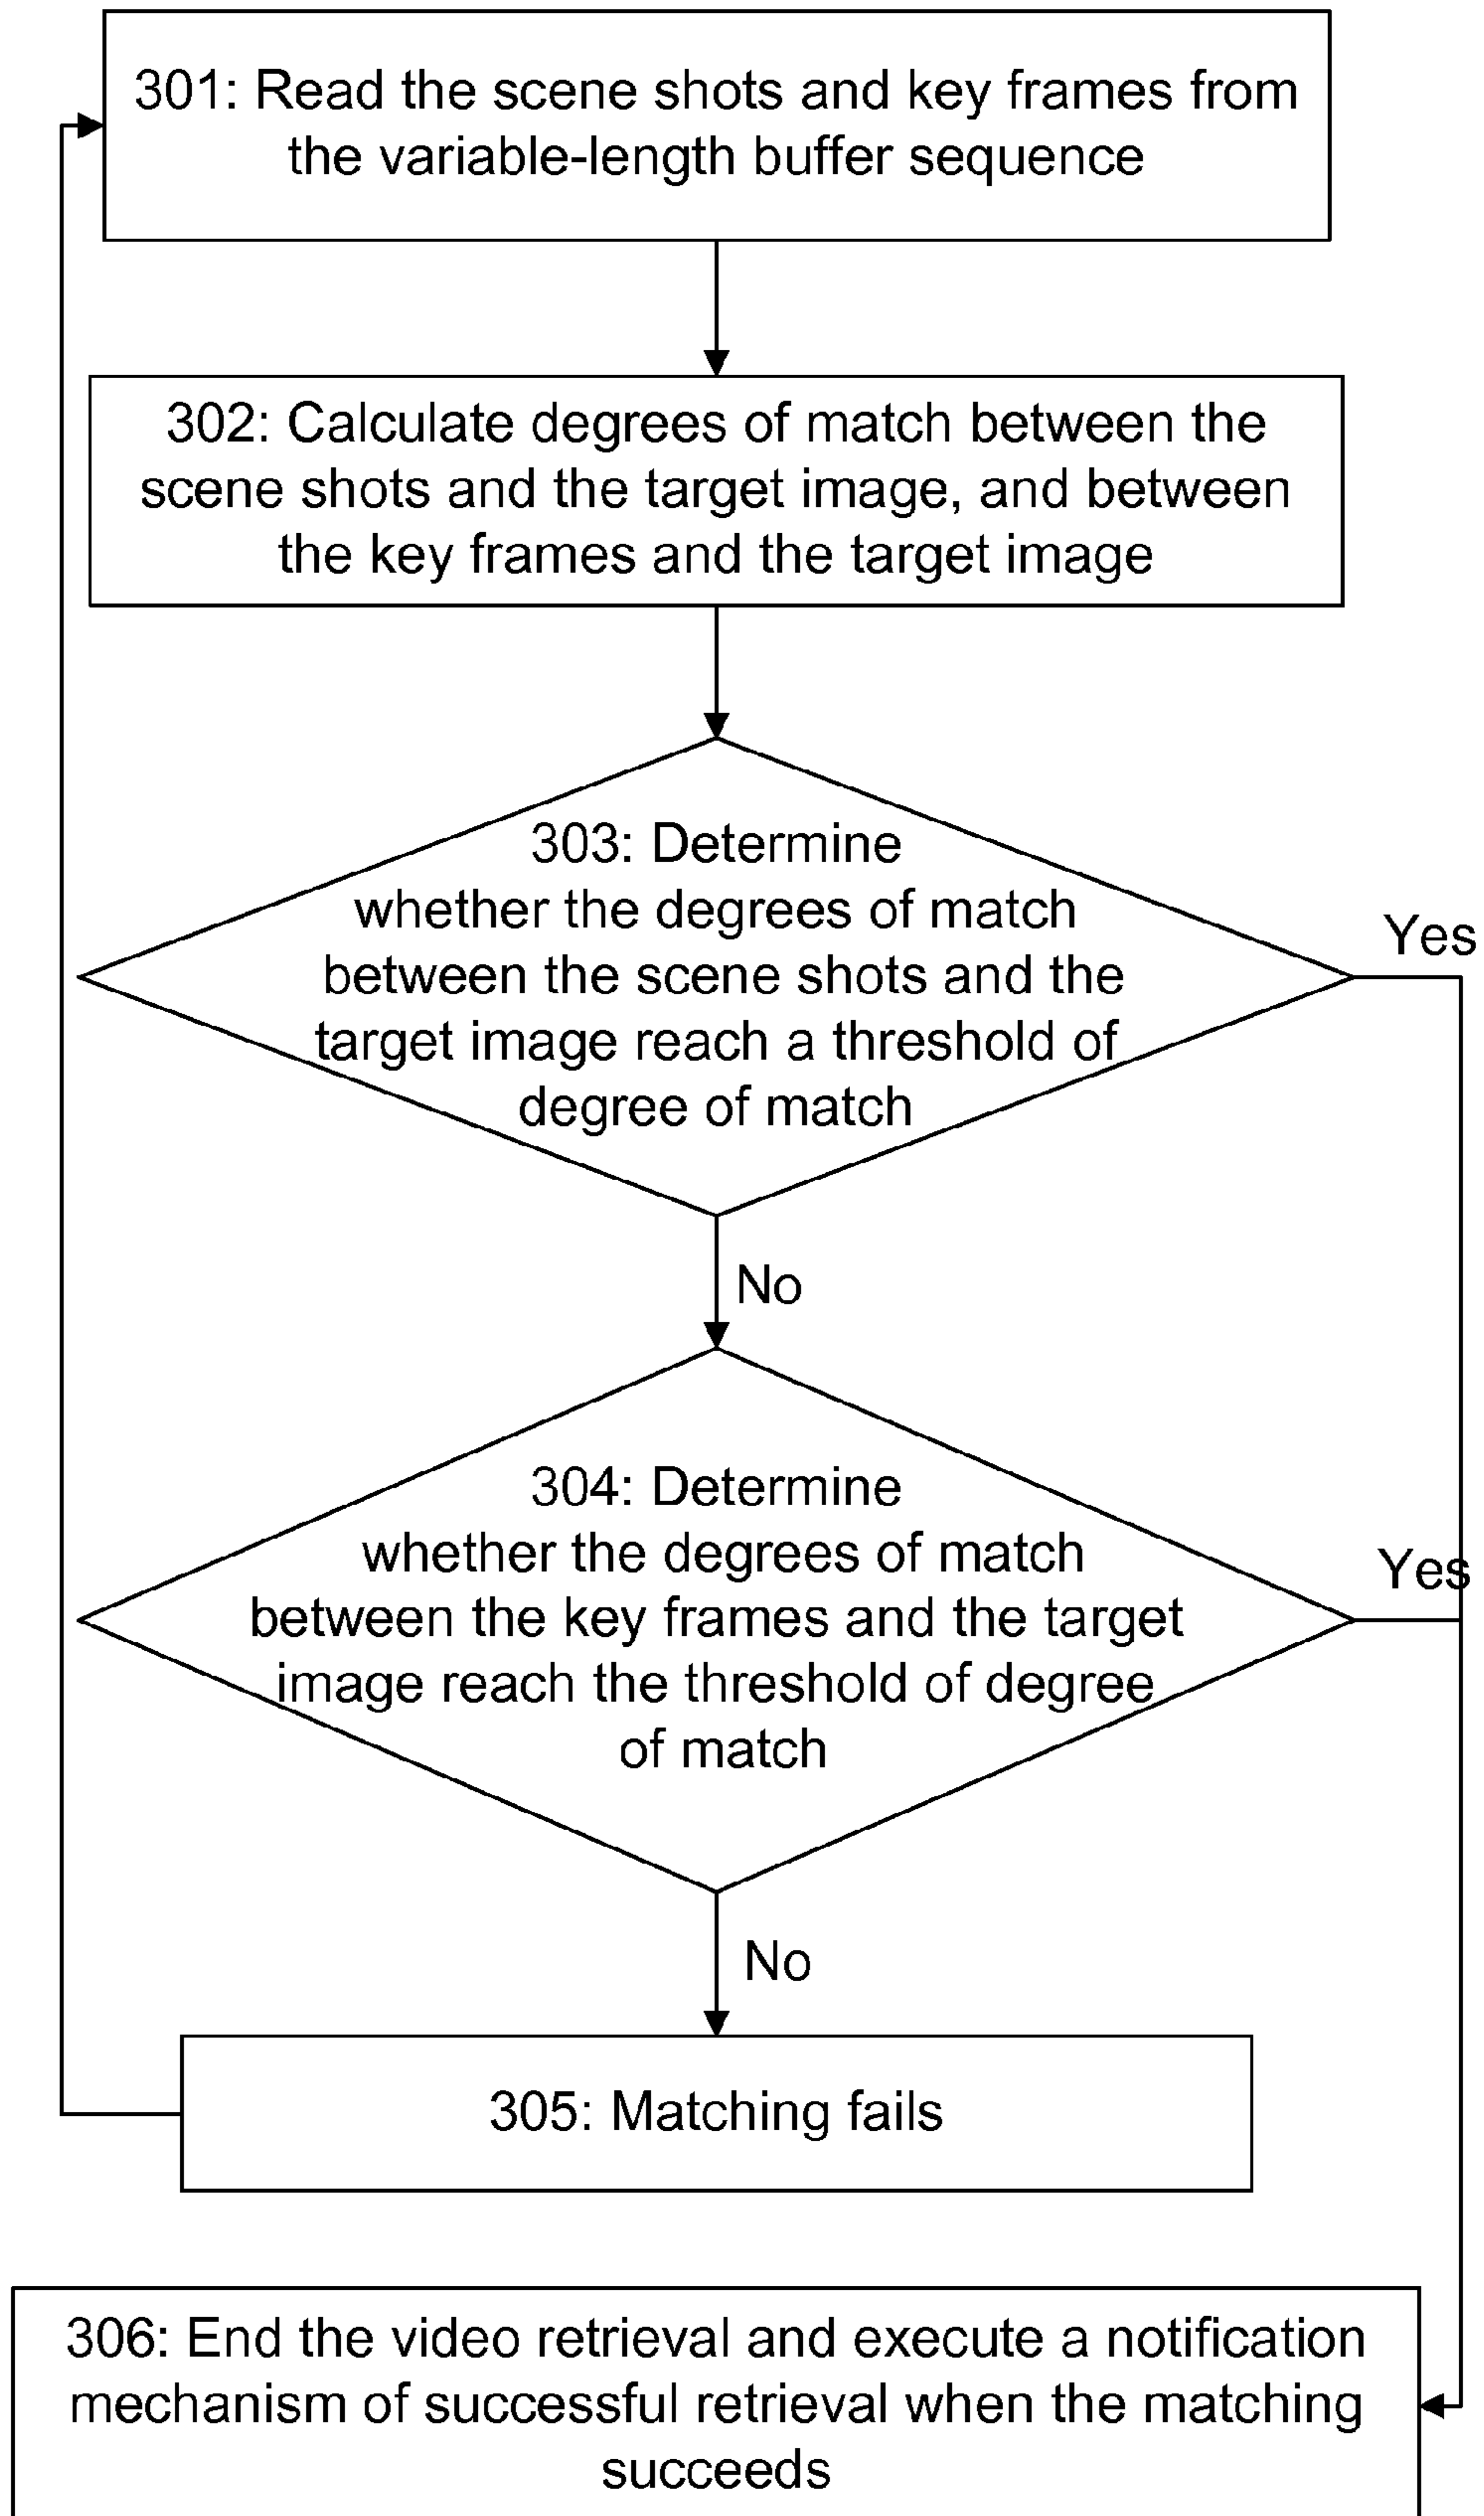 301: Read the scene shots and key frames from
the variable-length buffer sequence
302: Calculate degrees of match between the
scene shots and the target image, and between
the key frames and the target image
303: Determine
whether the degrees of match
between the scene shots and the
target image reach a threshold of
degree of match
Yes
No
304: Determine
whether the degrees of match
between the key frames and the target
image reach the threshold of degree
of match
Yes
No
305: Matching fails
306: End the video retrieval and execute a notification
mechanism of successful retrieval when the matching
succeeds